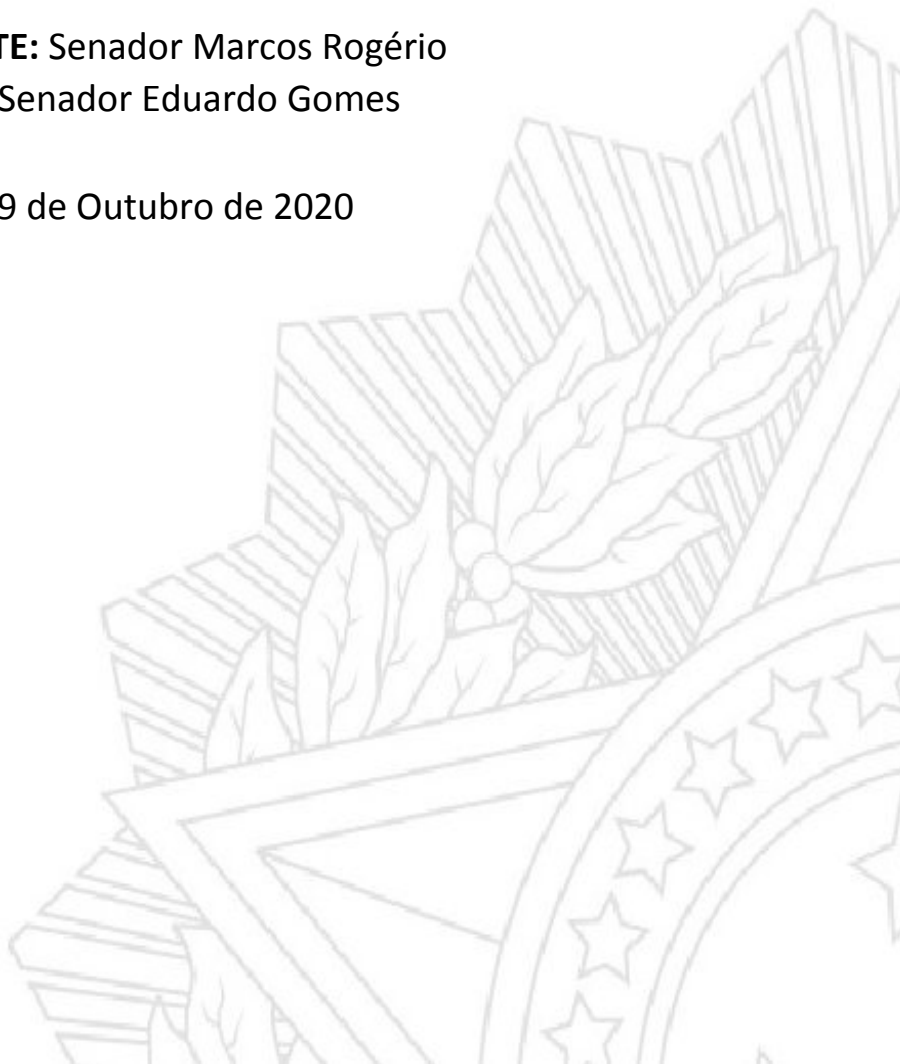 TE: Senador Marcos Rogério
Senador Eduardo Gomes
9 de Outubro de 2020